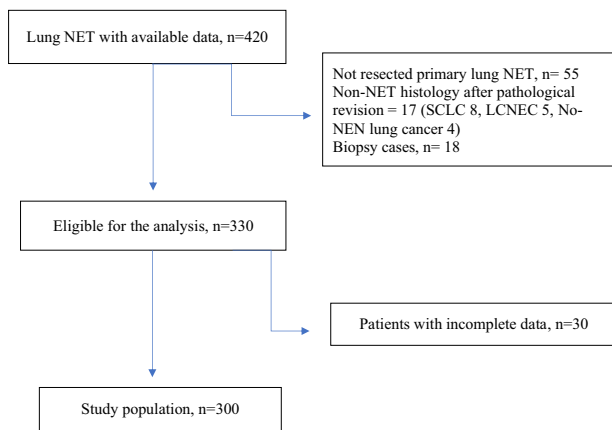 Lung NET with available data, n=420
Not resected primary lung NET, n= 55
Non-NET histology after pathological
revision = 17 (SCLC 8, LCNEC 5, No-
NEN lung cancer 4)
Biopsy cases, n= 18
Eligible for the analysis, n=330
Patients with incomplete data, n=30
Study population, n=300